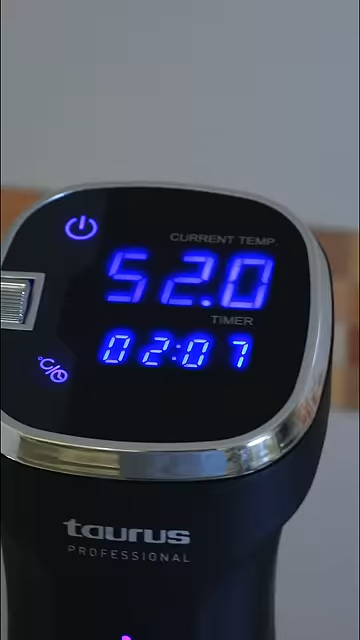 CURRENT TEMP.
52.0
TIMER
02:07
°C/
taurus
PROFESSIONAL